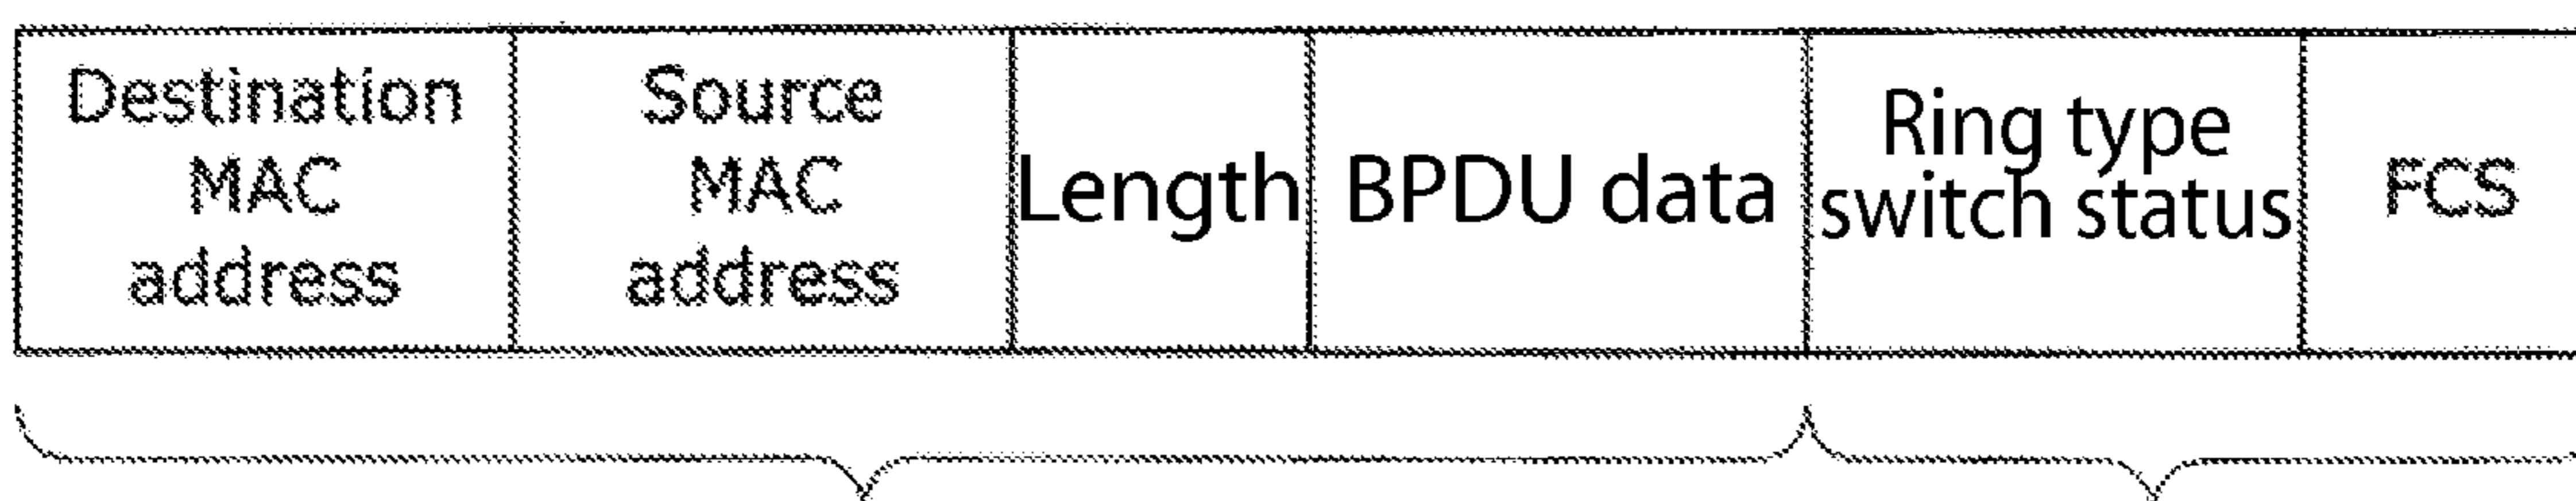 Destination
MAC
address
Source
MAC
address
Length
BPDU data
Ring type
switch status
FCS